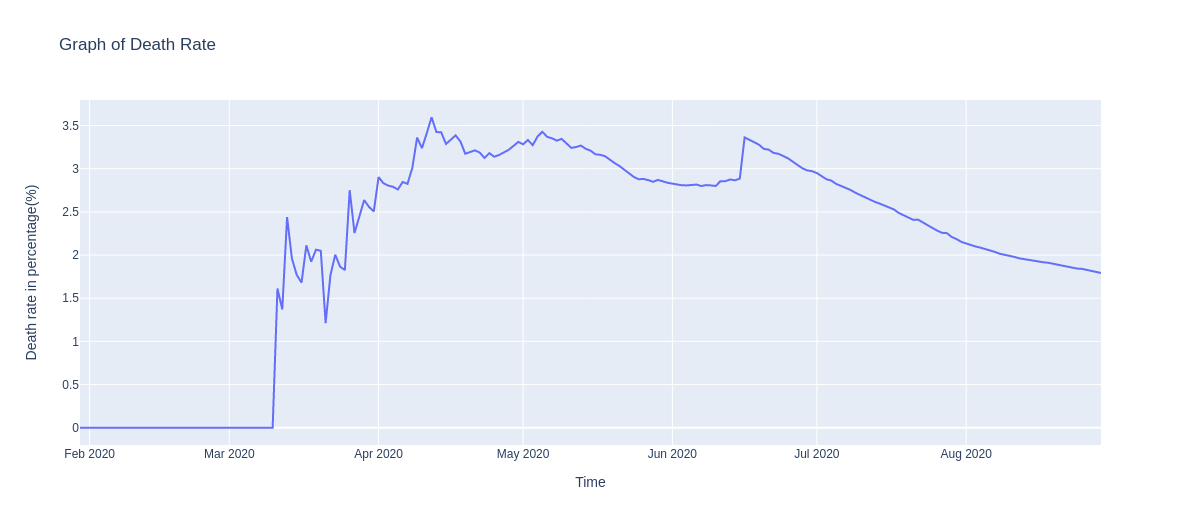 Graph of Death Rate
Death rate in percentage(%)
3.5
3
2.5
2
1.5
1
0.5
0
Feb 2020
Mar 2020
Apr 2020
May 2020
Jun 2020
Jul 2020
Aug 2020
Time